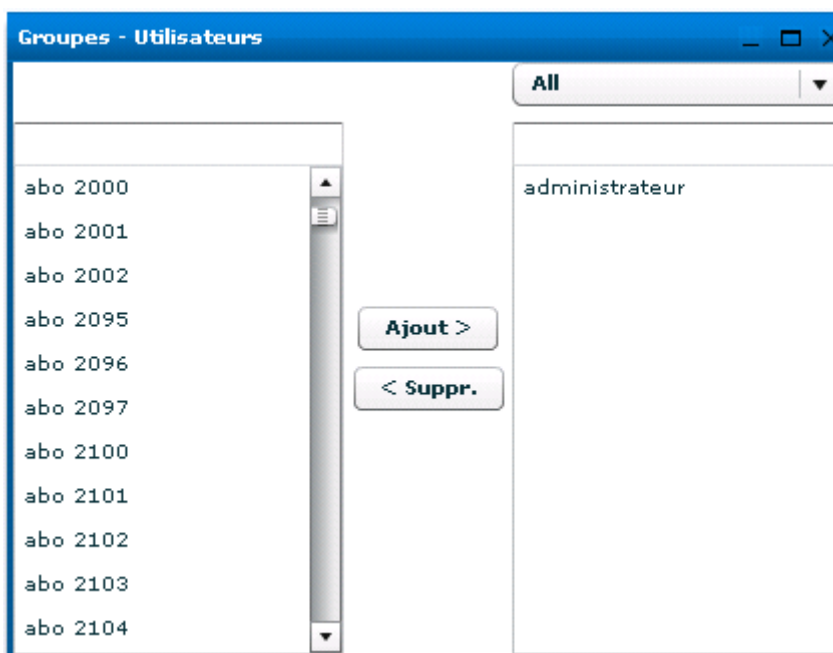 Groupes - Utilisateurs
All
abo 2000
abo 2001
abo 2002
abo 2095
abo 2096
abo 2097
abo 2100
abo 2101
abo 2102
abo 2103
abo 2104
Ajout >
< Suppr.
administrateur